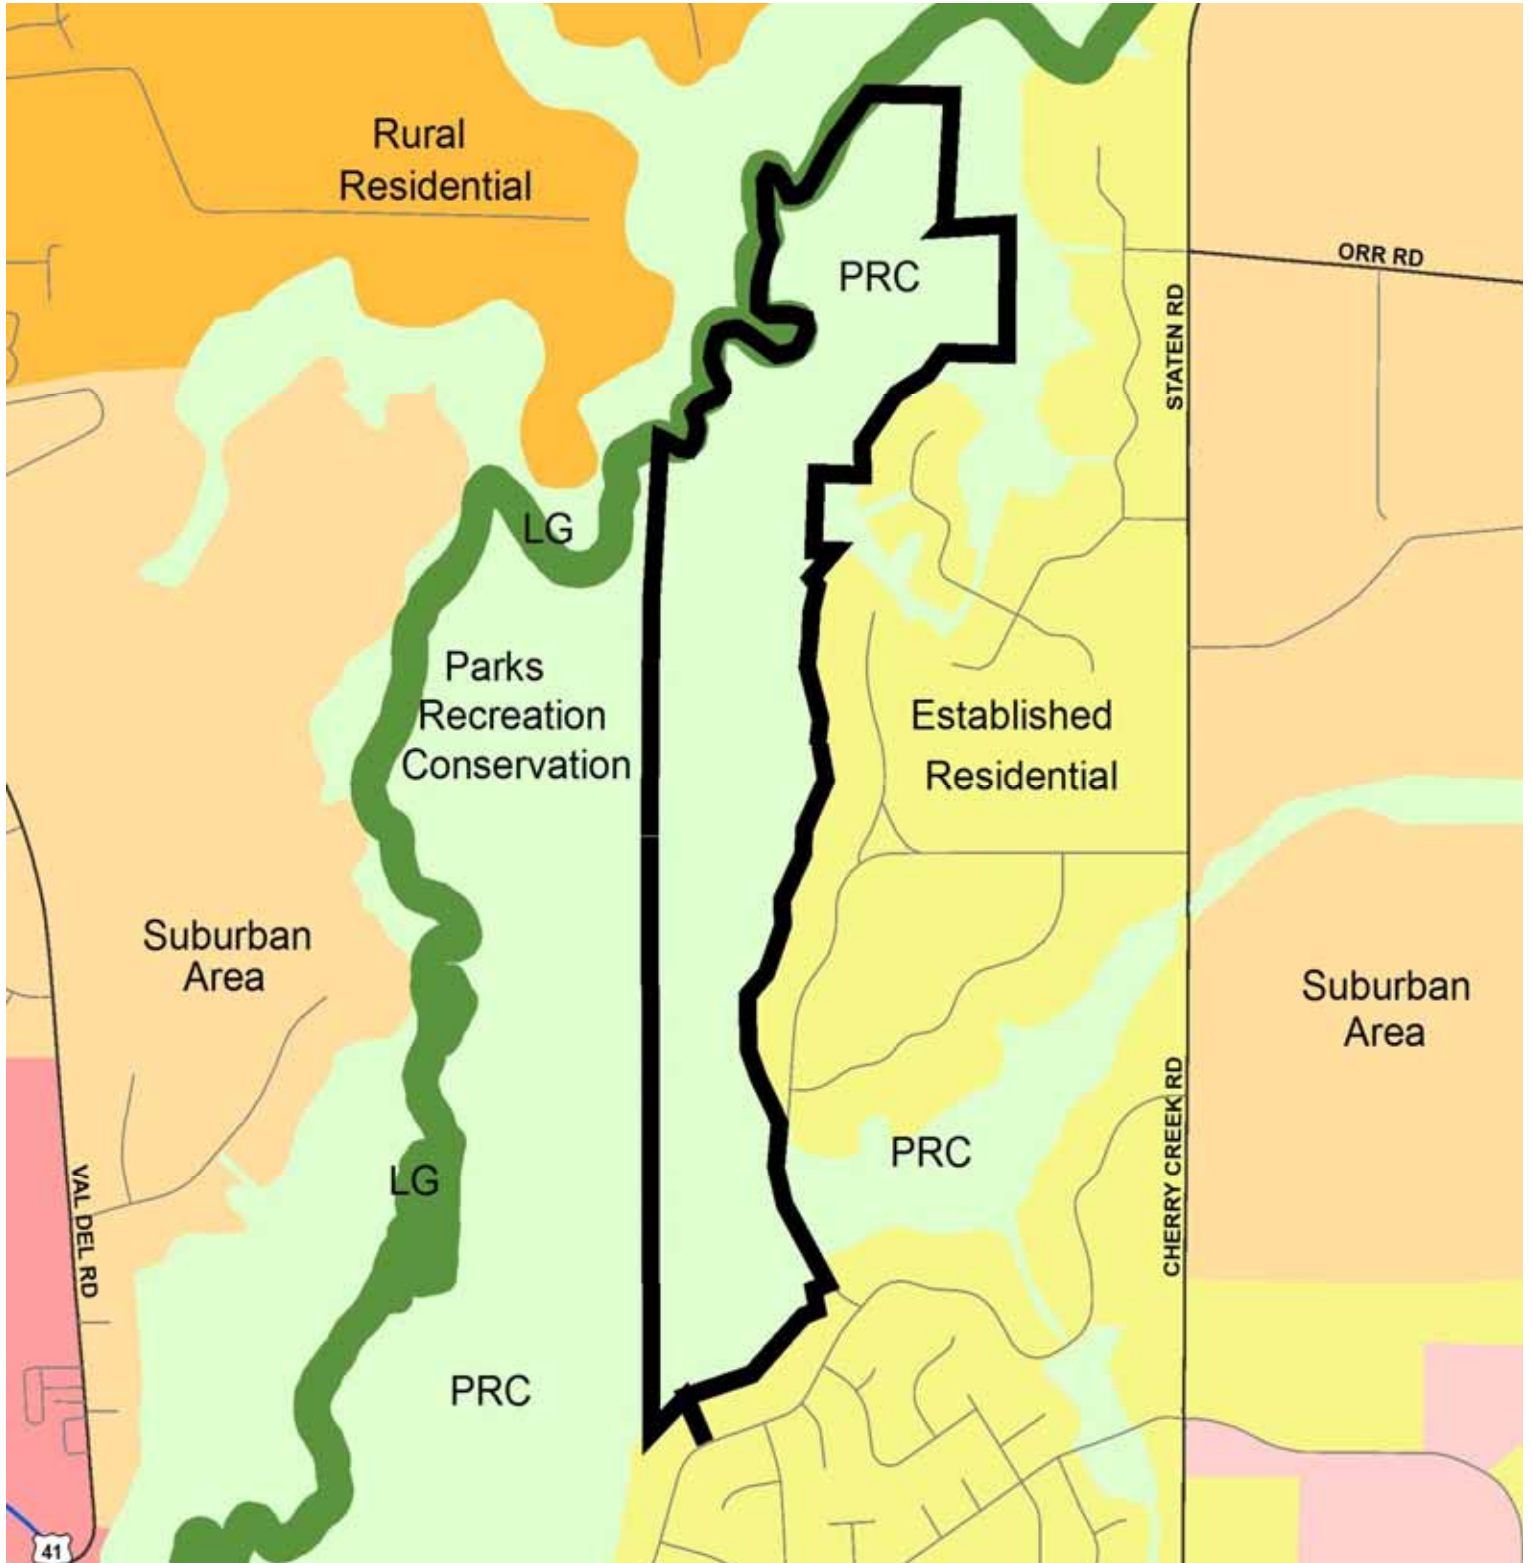 Rural
Residential
PRC
ORR RD
STATEN RD
LG
Parks
Recreation
Conservation
Established
Residential
Suburban
Area
Suburban
Area
CHERRY CREEK RD
PRC
LG
VAL DEL RD
PRC
41